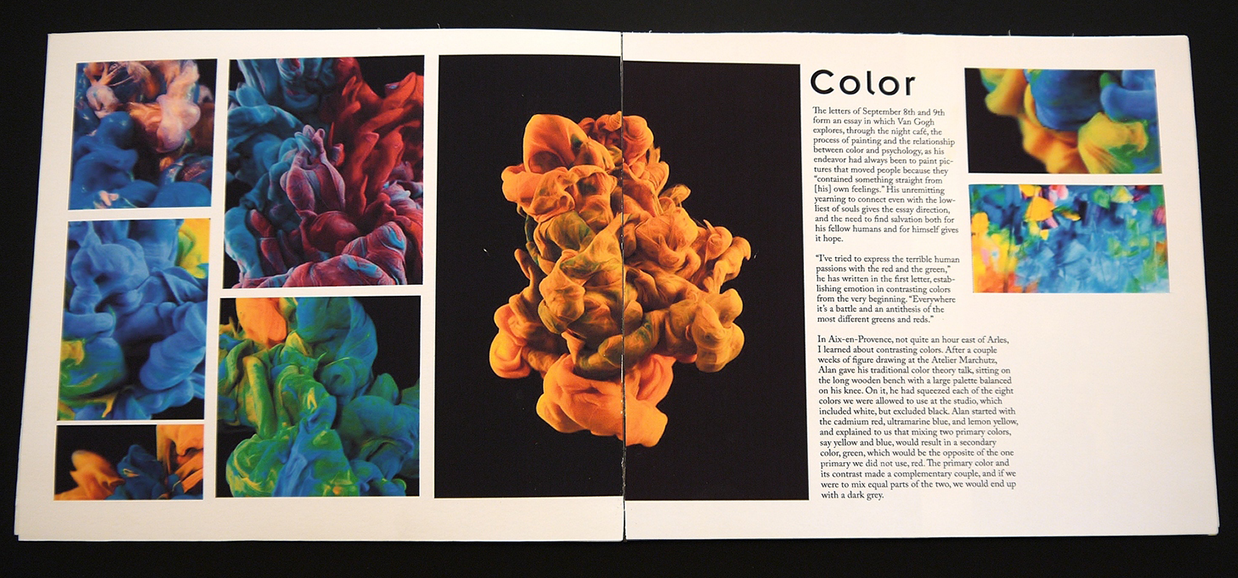 Color
The letters of September 8th and 9th
form an essay in which Van Gogh
explores, through the night café, the
process of painting and the relationship
between color and psychology, as his
endeavor had always been to paint pic-
tures that moved people because they
“contained something straight from
[his] own feelings.” His unremitting
yearning to connect even with the low-
liest of souls gives the essay direction,
and the need to find salvation both for
his fellow humans and for himself gives
it hope.
“I’ve tried to express the terrible human
passions with the red and the green,”
he has written in the first letter, estab-
lishing emotion in contrasting colors
from the very beginning. “Everywhere
it’s a battle and an antithesis of the
most different greens and reds.”
In Aix-en-Provence, not quite an hour east of Arles,
I learned about contrasting colors. After a couple
weeks of figure drawing at the Atelier Marchutz,
Alan gave his traditional color theory talk, sitting on
the long wooden bench with a large palette balanced
on his knee. On it, he had squeezed each of the eight
colors we were allowed to use at the studio, which
included white, but excluded black. Alan started with
the cadmium red, ultramarine blue, and lemon yellow,
and explained to us that mixing two primary colors,
say yellow and blue, would result in a secondary
color, green, which would be the opposite of the one
primary we did not use, red. The primary color and
its contrast made a complementary couple, and if we
were to mix equal parts of the two, we would end up
with a dark grey.